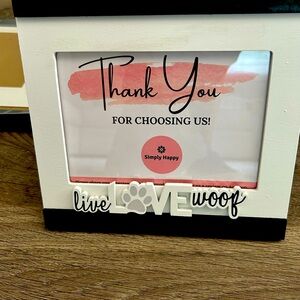 Thank You
FOR CHOOSING US!
Simply Happy
live LOVE woof